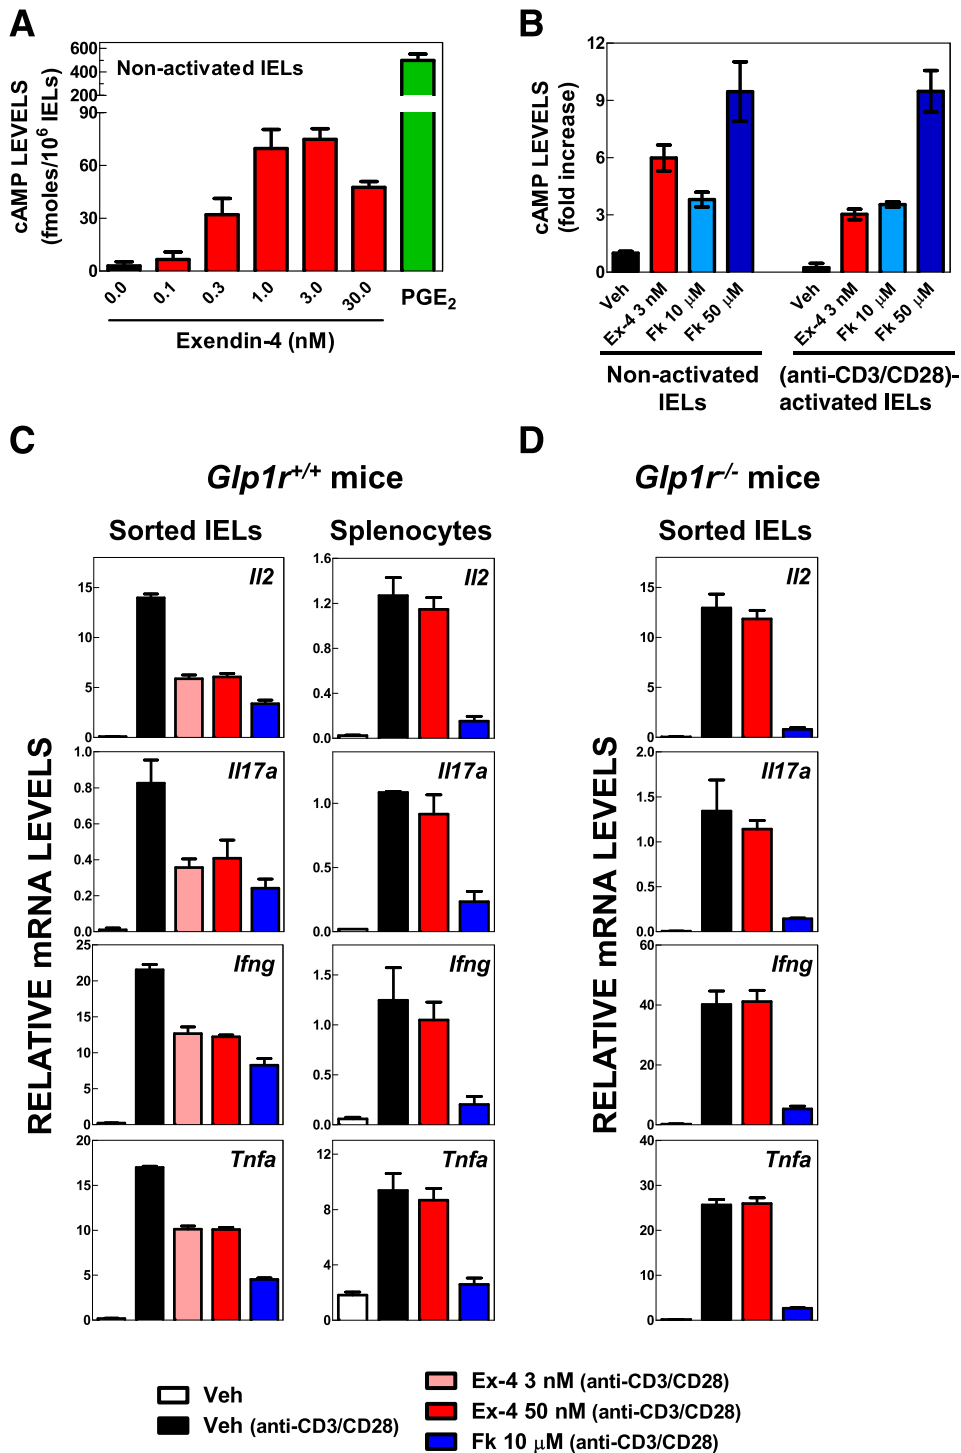 A
cAMP LEVELS
(fmoles/10⁶ IELs)
600
500
400
300
200
90
60
30
0
Non-activated IELs
0.0
0.1
0.3
1.0
3.0
30.0
PGE₂
Exendin-4 (nM)
B
cAMP LEVELS
(fold increase)
12
9
6
3
0
Veh
Ex-4 3 nM
Fk 10 μM
Fk 50 μM
Veh
Ex-4 3 nM
Fk 10 μM
Fk 50 μM
Non-activated
IELs
(anti-CD3/CD28)-
activated IELs
C
Glp1r⁺/⁺ mice
Sorted IELs
Splenocytes
RELATIVE mRNA LEVELS
15
10
5
0
Il2
1.6
1.2
0.8
0.4
0.0
Il2
1.0
0.8
0.6
0.4
0.2
0.0
Il17a
1.0
0.5
0.0
Il17a
25
20
15
10
5
0
Ifng
1.5
1.0
0.5
0.0
Ifng
20
15
10
5
0
Tnfa
12
8
4
0
Tnfa
D
Glp1r⁻/⁻ mice
Sorted IELs
RELATIVE mRNA LEVELS
15
10
5
0
Il2
2.0
1.5
1.0
0.5
0.0
Il17a
60
40
20
0
Ifng
40
30
20
10
0
Tnfa
Veh
Veh (anti-CD3/CD28)
Ex-4 3 nM (anti-CD3/CD28)
Ex-4 50 nM (anti-CD3/CD28)
Fk 10 μM (anti-CD3/CD28)